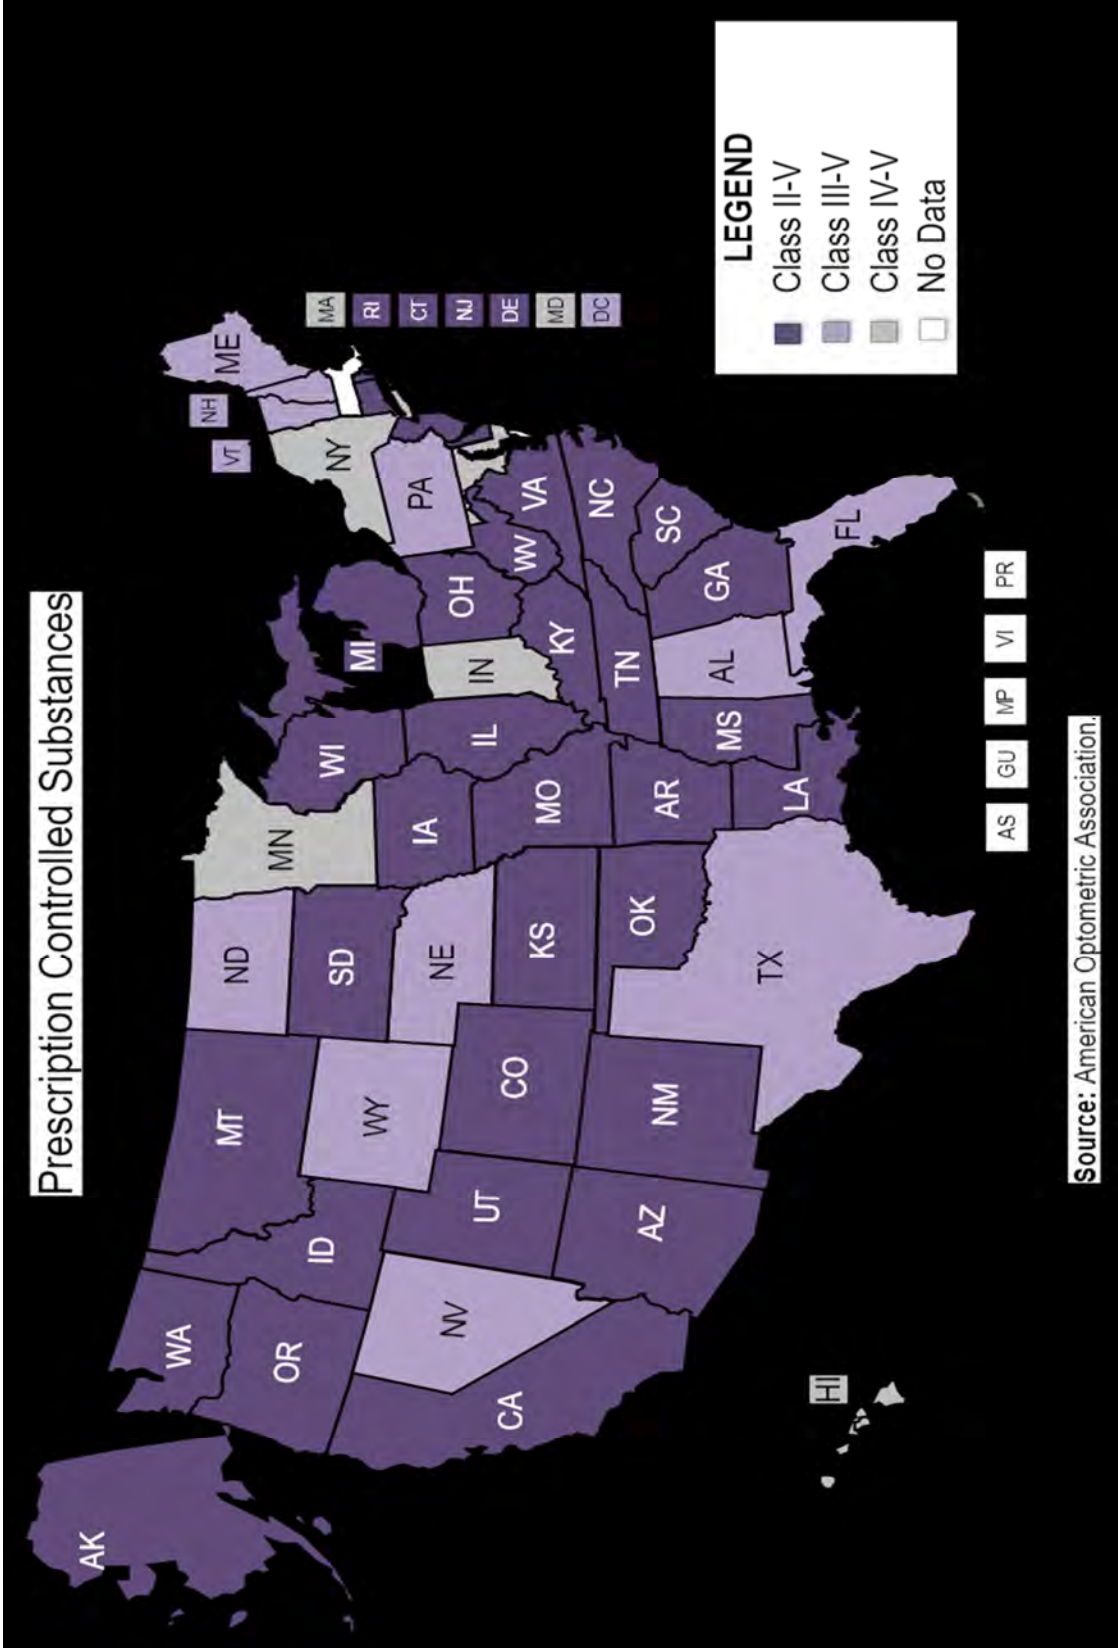 Prescription Controlled Substances
AK
WA
OR
CA
NV
ID
MT
WY
UT
AZ
CO
NM
ND
SD
NE
KS
OK
TX
MN
IA
MO
AR
LA
WI
IL
MS
MI
IN
KY
TN
AL
OH
WV
GA
FL
SC
NC
VA
PA
NY
VT
NH
ME
MA
RI
CT
NJ
DE
MD
DC
HI
AS
GU
MP
VI
PR
LEGEND
Class II-V
Class III-V
Class IV-V
No Data
Source: American Optometric Association.